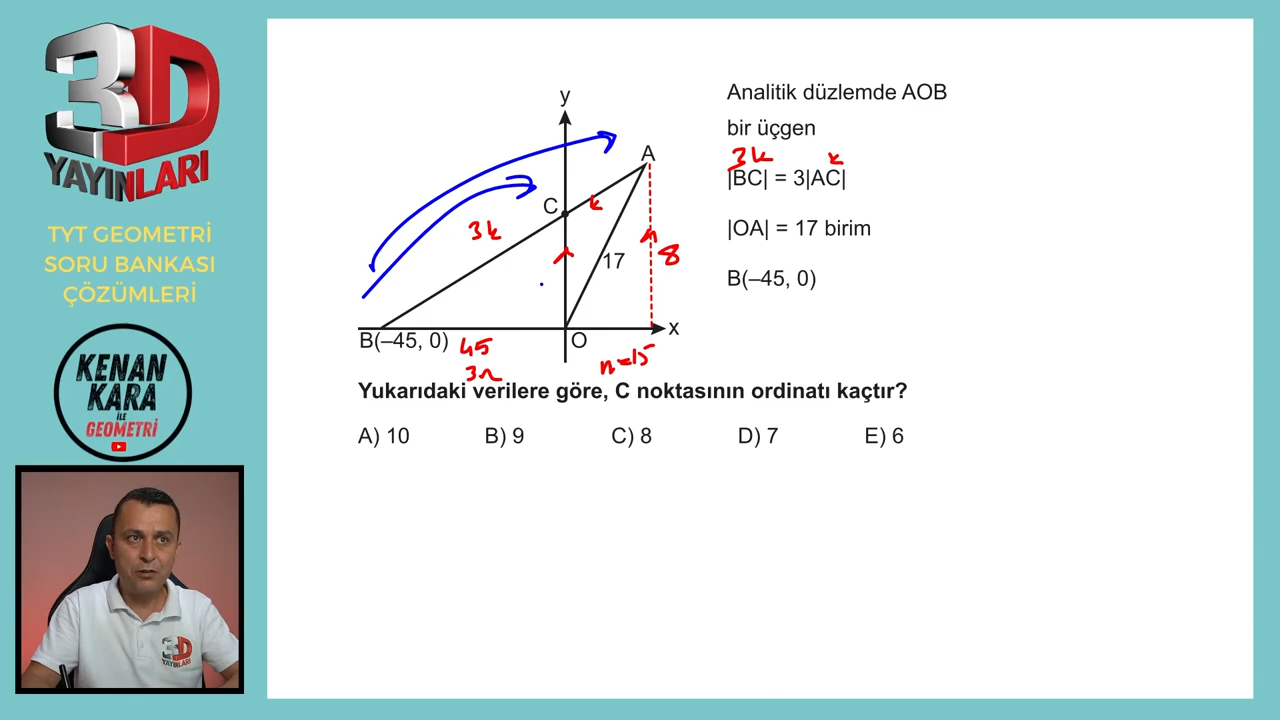 3D
YAYINLARI
TYT GEOMETRİ
SORU BANKASI
ÇÖZÜMLERİ
KENAN
KARA
İLE
GEOMETRİ
3D
YAYINLARI
y
A
C
k
3k
17
8
B(–45, 0)
O
x
45
3n
n=15
Analitik düzlemde AOB
bir üçgen
3k k
|BC| = 3|AC|
|OA| = 17 birim
B(–45, 0)
Yukarıdaki verilere göre, C noktasının ordinatı kaçtır?
A) 10 B) 9 C) 8 D) 7 E) 6